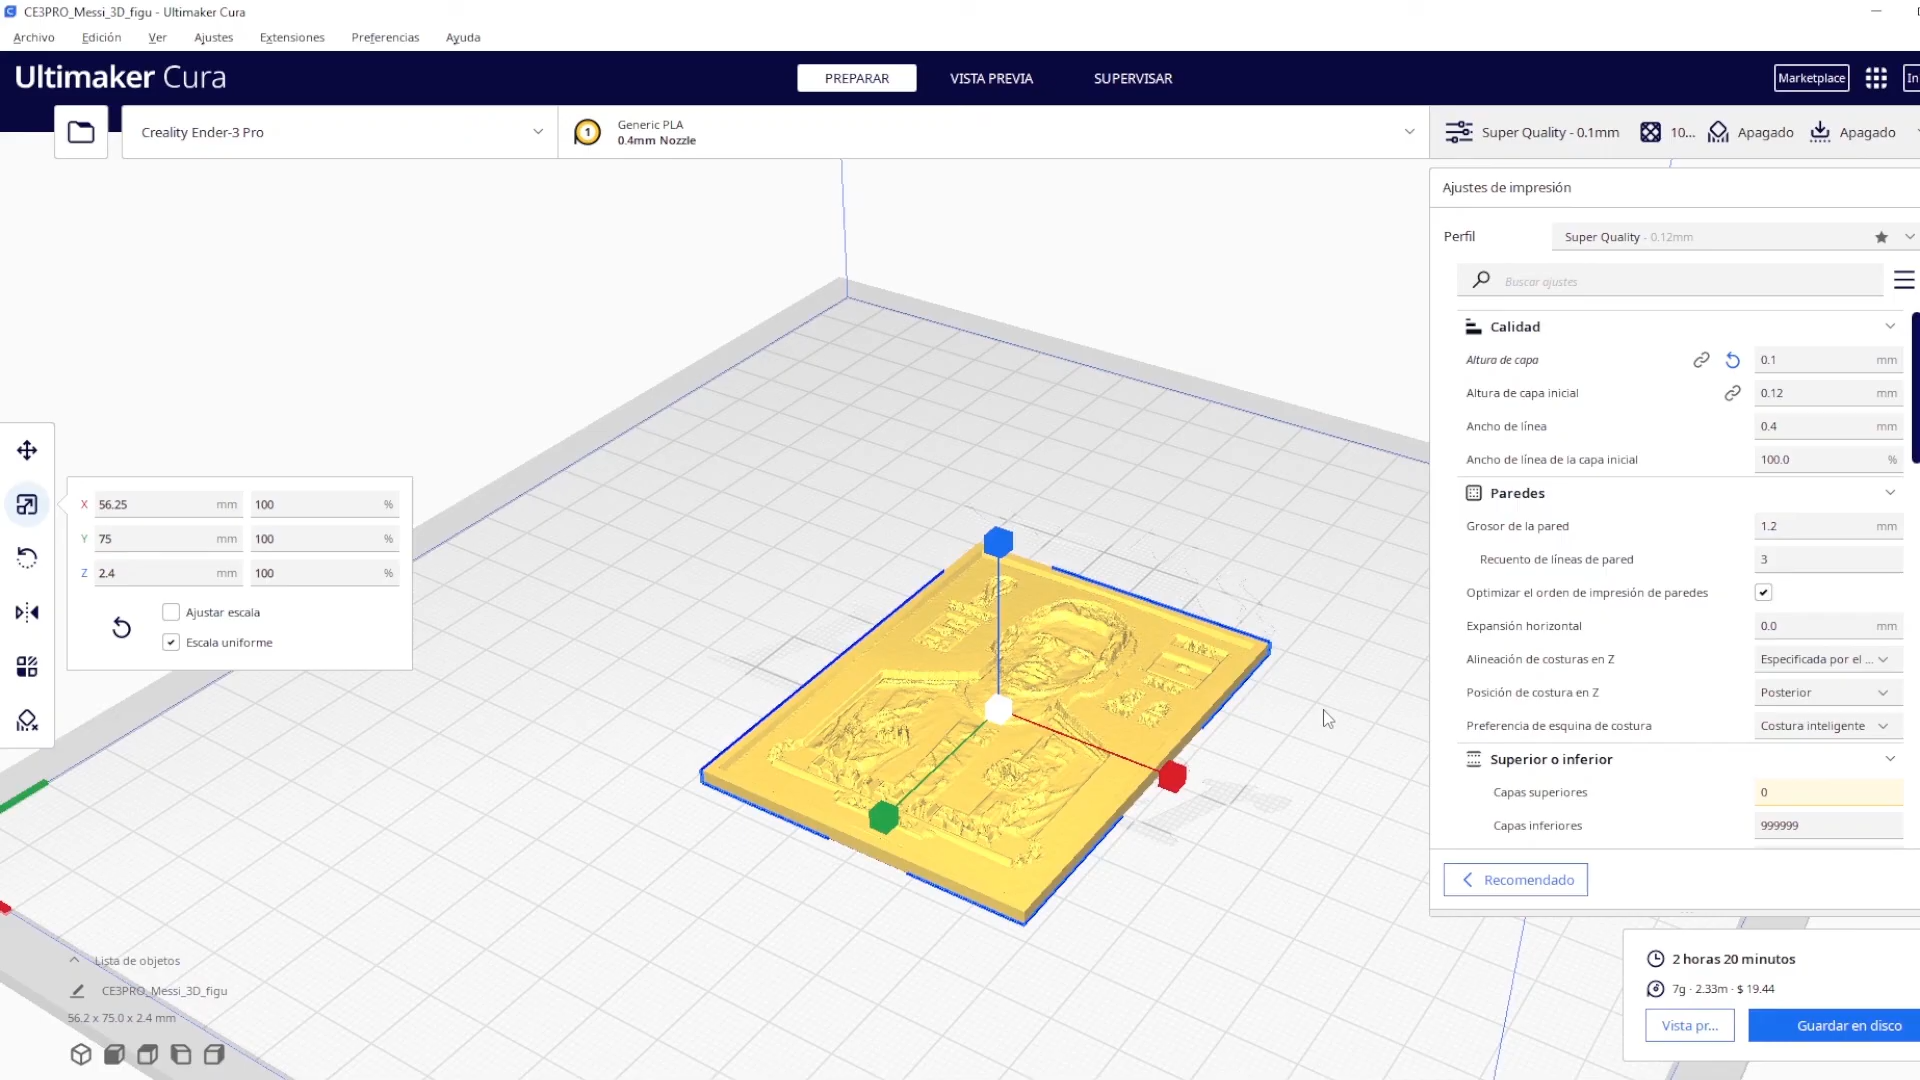 CE3PRO_Messi_3D_figu - Ultimaker Cura
Archivo Edición Ver Ajustes Extensiones Preferencias Ayuda
Ultimaker Cura
PREPARAR VISTA PREVIA SUPERVISAR
Marketplace
In
Creality Ender-3 Pro
1
Generic PLA
0.4mm Nozzle
Super Quality - 0.1mm 10... Apagado Apagado
Ajustes de impresión
Perfil Super Quality - 0.12mm
Buscar ajustes
Calidad
Altura de capa 0.1 mm
Altura de capa inicial 0.12 mm
Ancho de línea 0.4 mm
Ancho de línea de la capa inicial 100.0 %
Paredes
Grosor de la pared 1.2 mm
Recuento de líneas de pared 3
Optimizar el orden de impresión de paredes
Expansión horizontal 0.0 mm
Alineación de costuras en Z Especificada por el ...
Posición de costura en Z Posterior
Preferencia de esquina de costura Costura inteligente
Superior o inferior
Capas superiores 0
Capas inferiores 999999
Recomendado
X 56.25 mm 100 %
Y 75 mm 100 %
Z 2.4 mm 100 %
Ajustar escala
Escala uniforme
Lista de objetos
CE3PRO_Messi_3D_figu
56.2 x 75.0 x 2.4 mm
2 horas 20 minutos
7g · 2.33m · $ 19.44
Vista pr... Guardar en disco